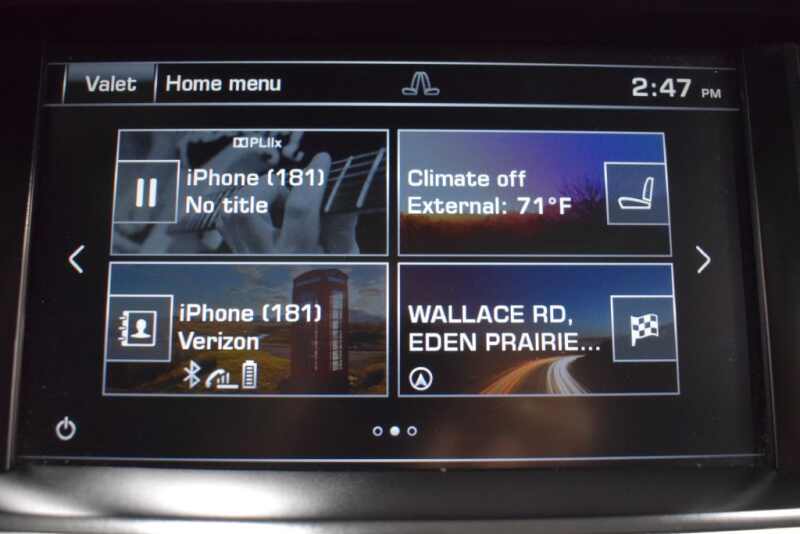 Valet Home menu 2:47 PM
PLIIx
iPhone (181)
No title
Climate off
External: 71°F
iPhone (181)
Verizon
WALLACE RD,
EDEN PRAIRIE...